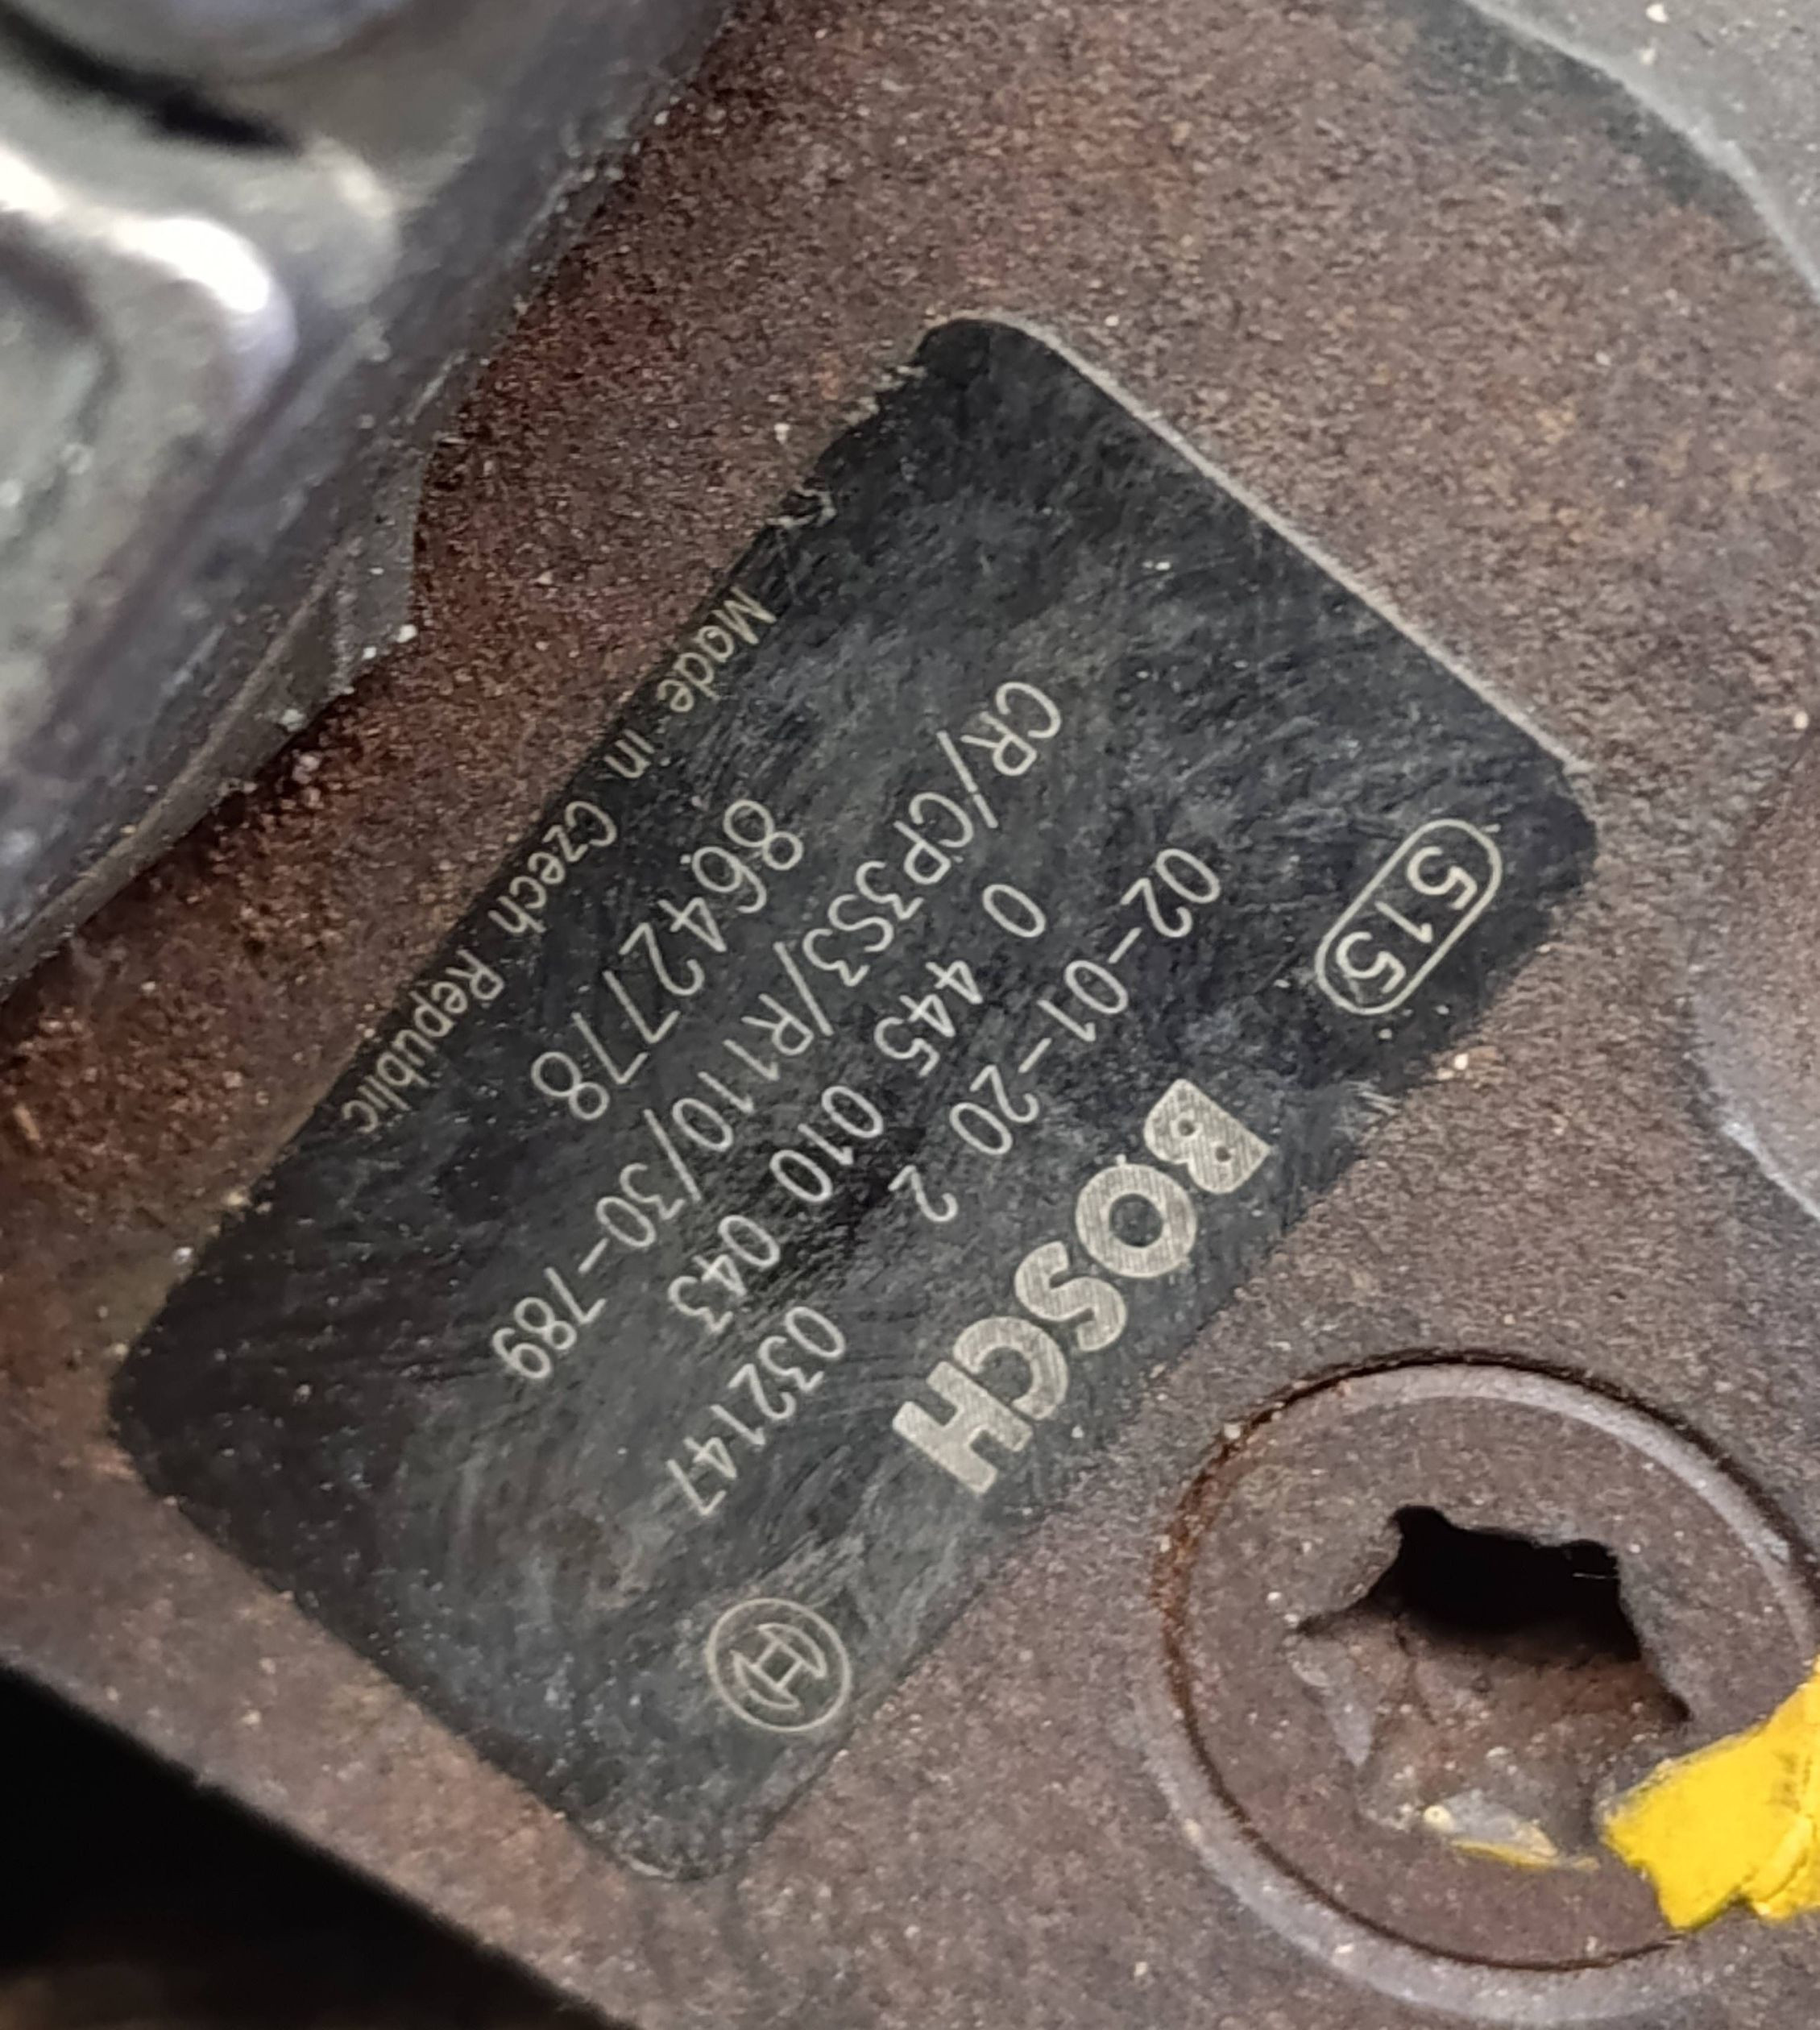 515 BOSCH
02-01-20 2
0 445 010 043 032147
CR/CP3S3/R110/30-789
8642778
Made in Czech Republic